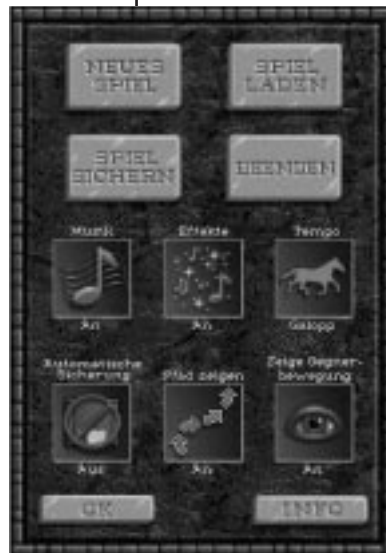 NEUES
SPIEL
SPIEL
LADEN
SPIEL
SICHERN
BEENDEN
Musik
Effekte
Tempo
An
An
Galopp
Automatische
Sicherung
Pfad zeigen
Zeige Gegner-
bewegung
Aus
An
An
OK
INFO